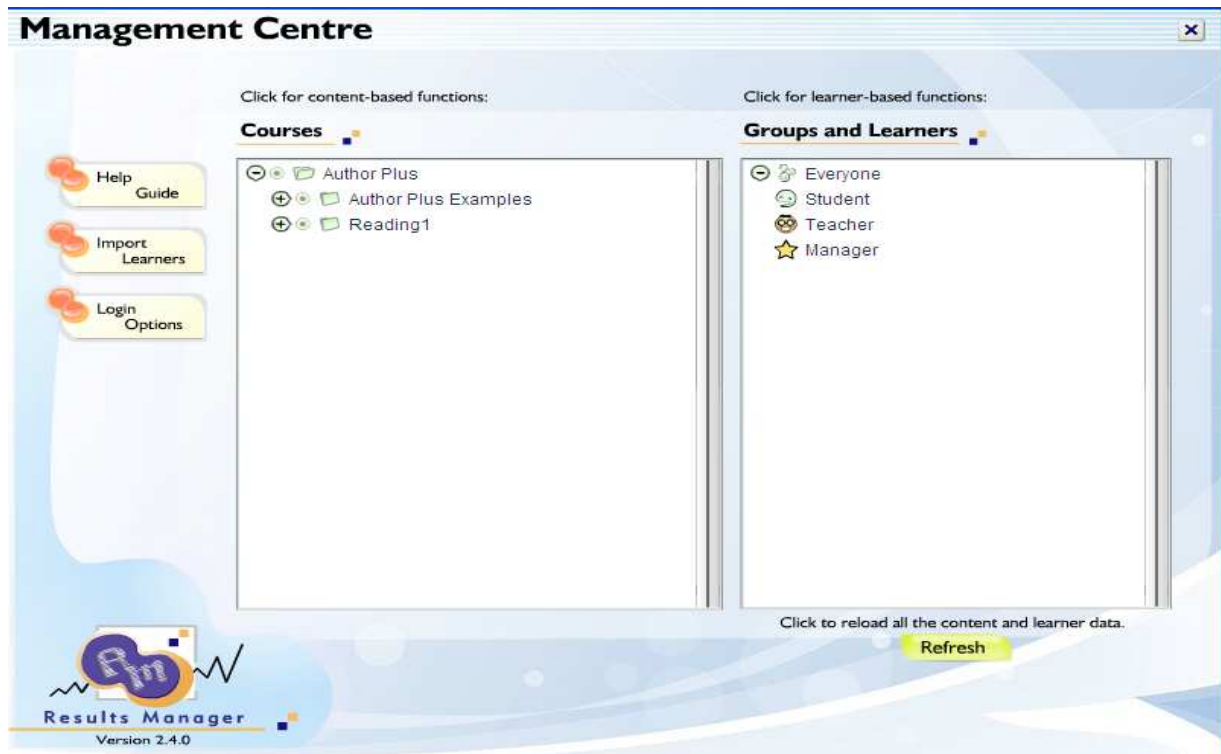 Management Centre
Click for content-based functions:
Courses
Author Plus
Author Plus Examples
Reading1
Click for learner-based functions:
Groups and Learners
Everyone
Student
Teacher
Manager
Help
Guide
Import
Learners
Login
Options
Click to reload all the content and learner data.
Refresh
Rm
Results Manager
Version 2.4.0